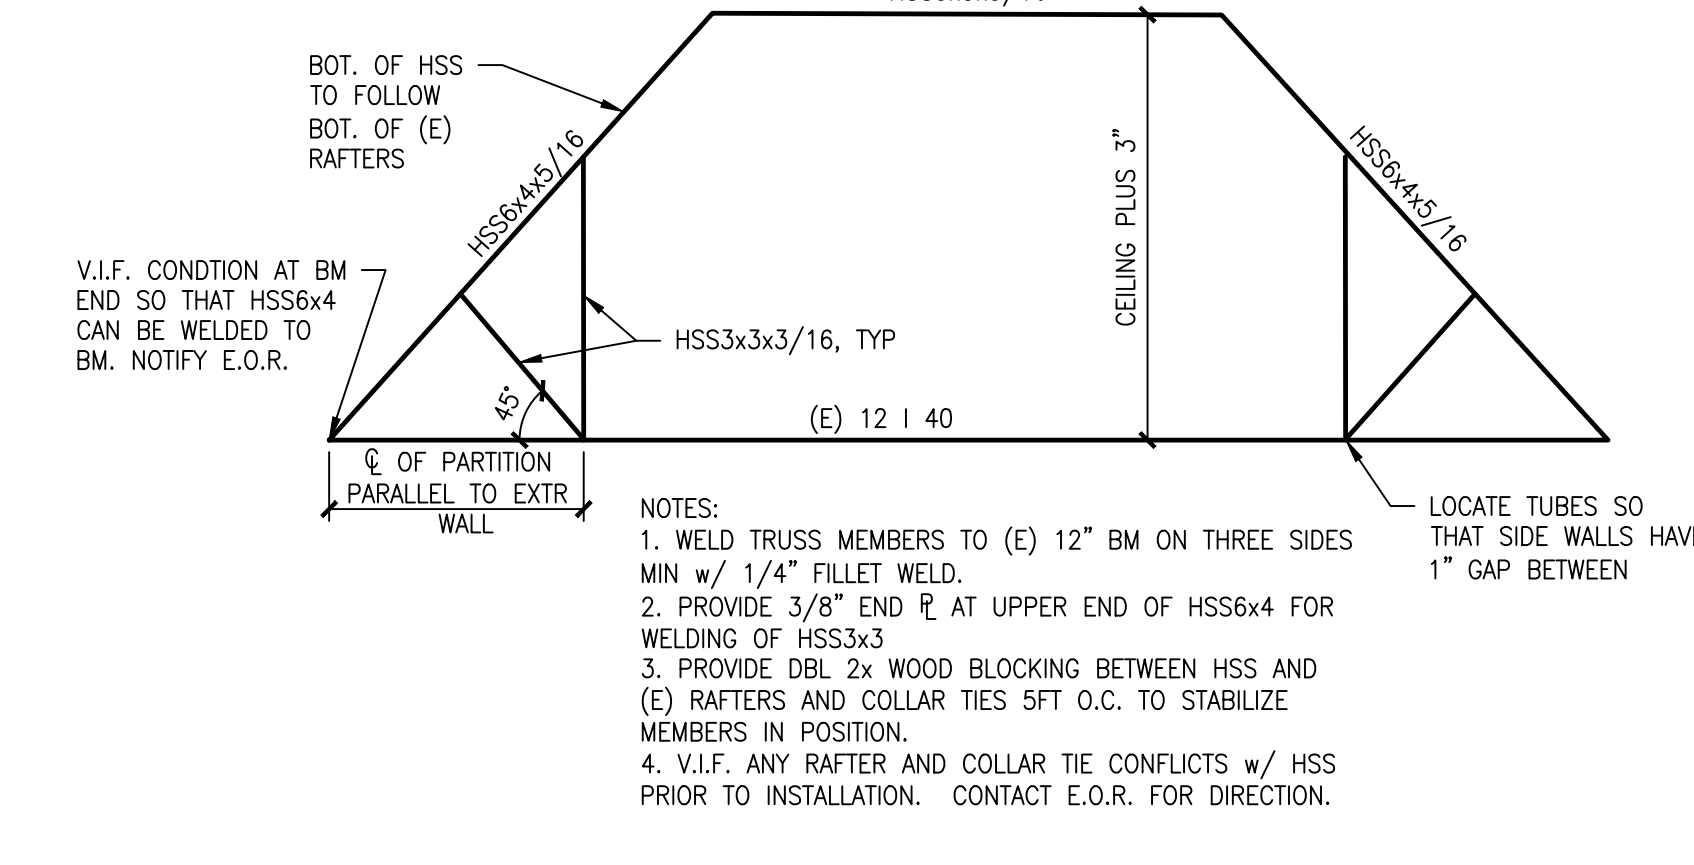 BOT. OF HSS
TO FOLLOW
BOT. OF (E)
RAFTERS
HSS6x4x5/16
HSS6x4x5/16
CEILING PLUS 3"
V.I.F. CONDTION AT BM
END SO THAT HSS6x4
CAN BE WELDED TO
BM. NOTIFY E.O.R.
HSS3x3x3/16, TYP
45°
(E) 12 I 40
℄ OF PARTITION
PARALLEL TO EXTR
WALL
LOCATE TUBES SO
THAT SIDE WALLS HAV
1" GAP BETWEEN
NOTES:
1. WELD TRUSS MEMBERS TO (E) 12" BM ON THREE SIDES
MIN w/ 1/4" FILLET WELD.
2. PROVIDE 3/8" END ⅊ AT UPPER END OF HSS6x4 FOR
WELDING OF HSS3x3
3. PROVIDE DBL 2x WOOD BLOCKING BETWEEN HSS AND
(E) RAFTERS AND COLLAR TIES 5FT O.C. TO STABILIZE
MEMBERS IN POSITION.
4. V.I.F. ANY RAFTER AND COLLAR TIE CONFLICTS w/ HSS
PRIOR TO INSTALLATION. CONTACT E.O.R. FOR DIRECTION.